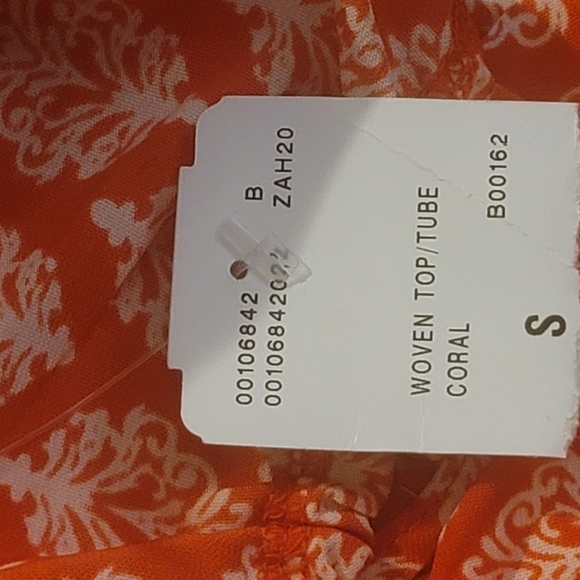 00106842 B
ZAH20
WOVEN TOP/TUBE
CORAL
B00162
S